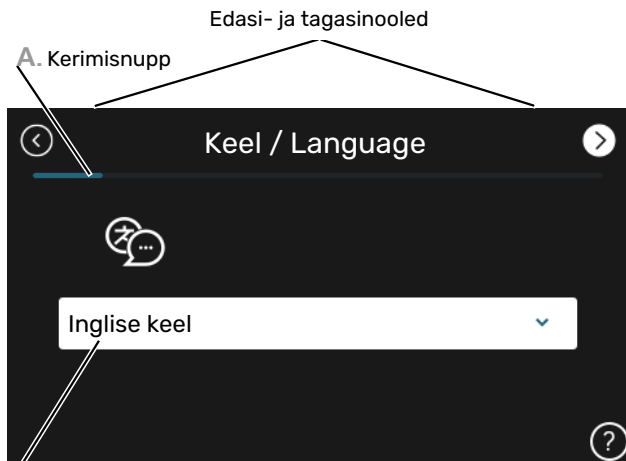 Edasi- ja tagasinooled
A. Kerimisnupp
Keel / Language
Inglise keel
?